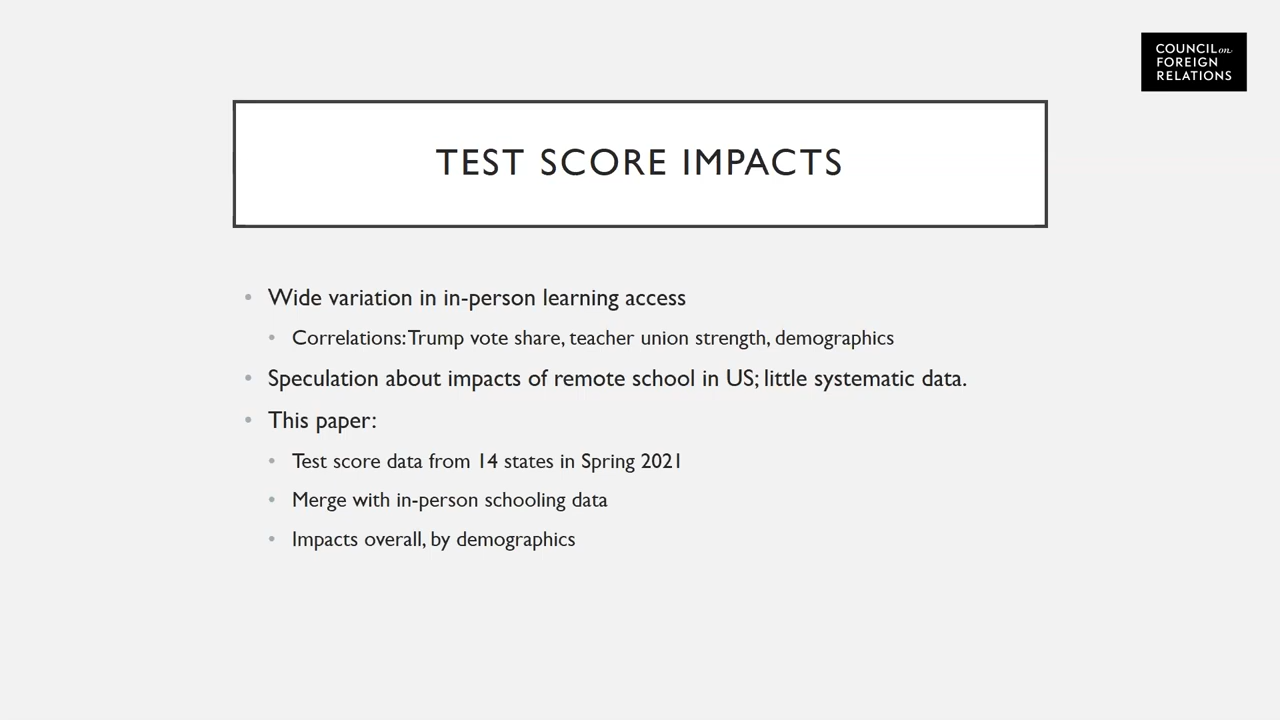 COUNCIL on
FOREIGN
RELATIONS
TEST SCORE IMPACTS
• Wide variation in in-person learning access
• Correlations: Trump vote share, teacher union strength, demographics
• Speculation about impacts of remote school in US; little systematic data.
• This paper:
• Test score data from 14 states in Spring 2021
• Merge with in-person schooling data
• Impacts overall, by demographics